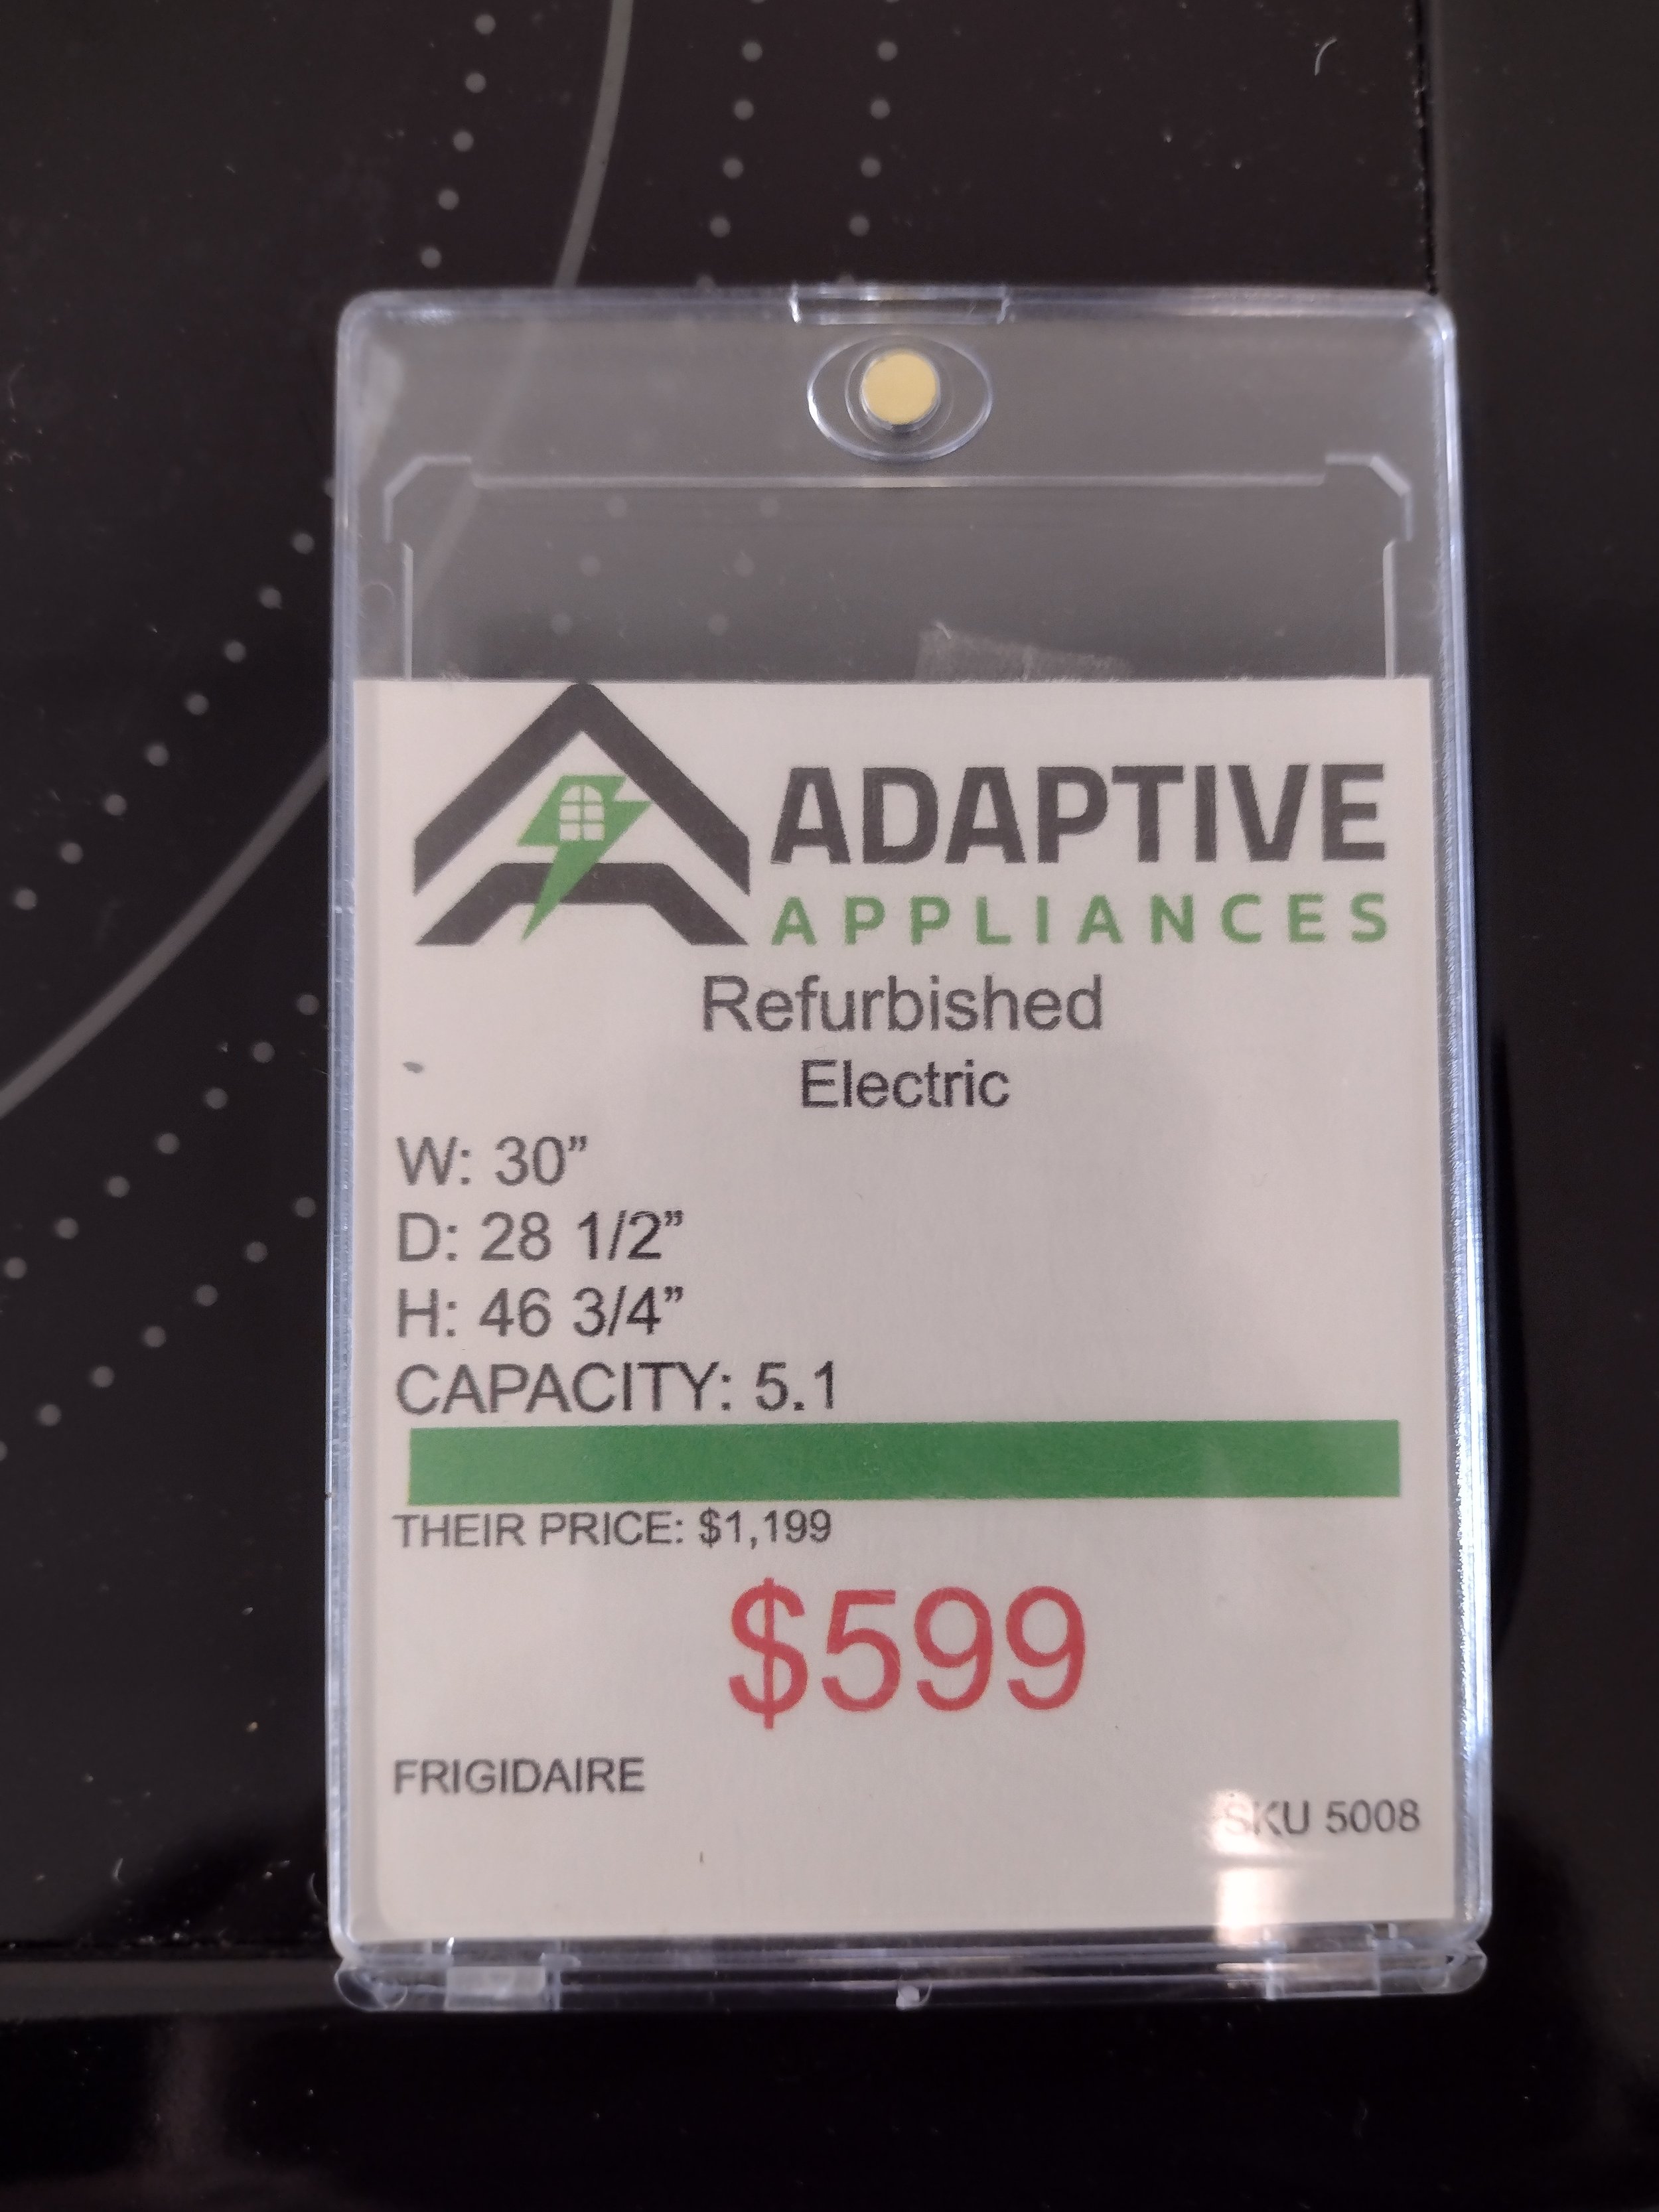 ADAPTIVE
APPLIANCES
Refurbished
Electric
W: 30”
D: 28 1/2”
H: 46 3/4”
CAPACITY: 5.1
THEIR PRICE: $1,199
$599
FRIGIDAIRE
SKU 5008